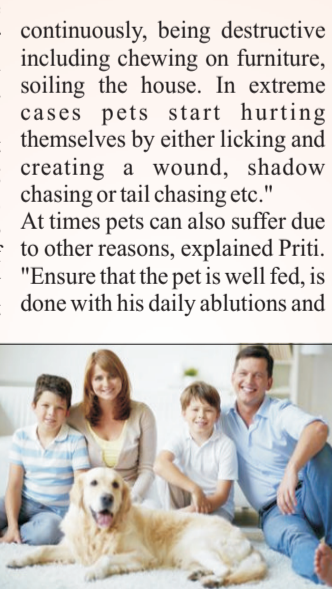 continuously, being destructive
including chewing on furniture,
soiling the house. In extreme
cases pets start hurting
themselves by either licking and
creating a wound, shadow
chasing or tail chasing etc."
At times pets can also suffer due
to other reasons, explained Priti.
"Ensure that the pet is well fed, is
done with his daily ablutions and